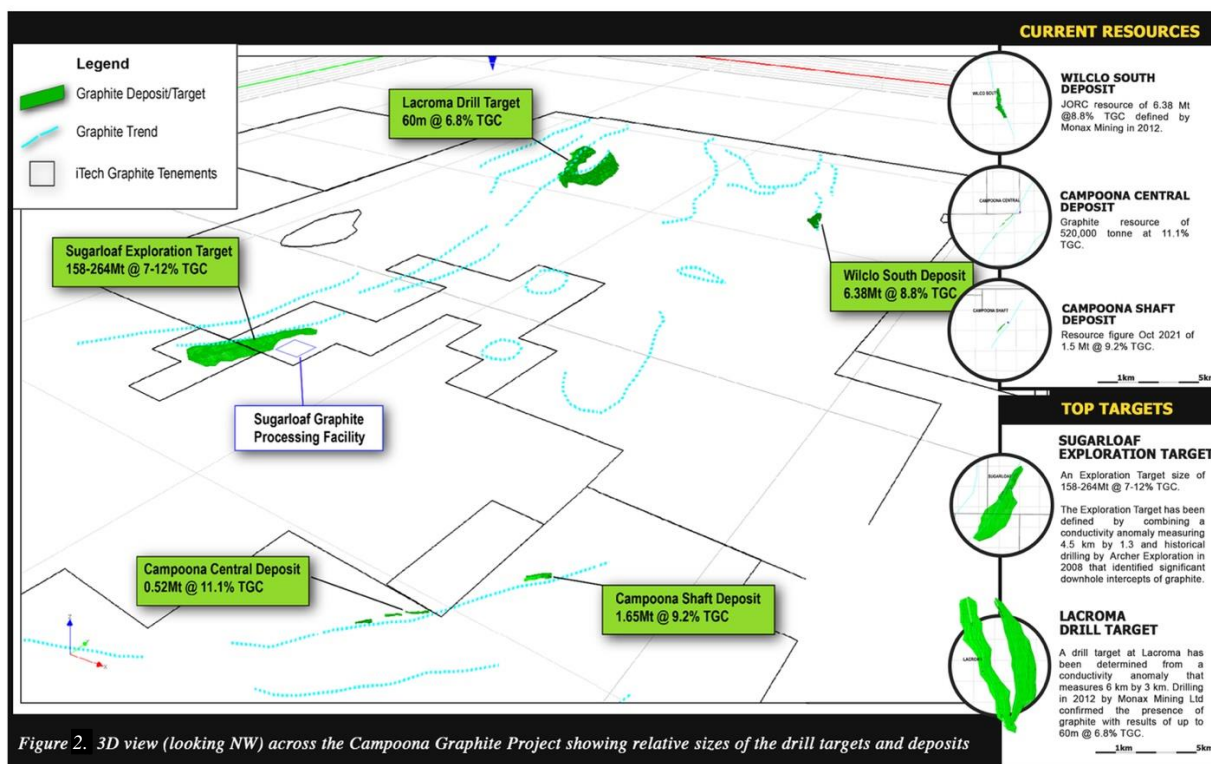 Legend
Graphite Deposit/Target
Graphite Trend
iTech Graphite Tenements
Lacroma Drill Target
60m @ 6.8% TGC
Sugarloaf Exploration Target
158-264Mt @ 7-12% TGC
Wilclo South Deposit
6.38Mt @ 8.8% TGC
Sugarloaf Graphite
Processing Facility
Campoona Central Deposit
0.52Mt @ 11.1% TGC
Campoona Shaft Deposit
1.65Mt @ 9.2% TGC
CURRENT RESOURCES
WILCLO SOUTH
DEPOSIT
JORC resource of 6.38 Mt
@8.8% TGC defined by
Monax Mining in 2012.
CAMPOONA CENTRAL
CAMPOONA CENTRAL
DEPOSIT
Graphite resource of
520,000 tonne at 11.1%
TGC.
CAMPOONA SHAFT
CAMPOONA SHAFT
DEPOSIT
Resource figure Oct 2021 of
1.5 Mt @ 9.2% TGC.
1km 5km
TOP TARGETS
SUGARLOAF
SUGARLOAF
EXPLORATION TARGET
An Exploration Target size of
158-264Mt @ 7-12% TGC.
The Exploration Target has been
defined by combining a
conductivity anomaly measuring
4.5 km by 1.3 and historical
drilling by Archer Exploration in
2008 that identified significant
downhole intercepts of graphite.
LACROMA
DRILL TARGET
A drill target at Lacroma has
been determined from a
conductivity anomaly that
measures 6 km by 3 km. Drilling
in 2012 by Monax Mining Ltd
confirmed the presence of
graphite with results of up to
60m @ 6.8% TGC.
1km 5km
Figure 2. 3D view (looking NW) across the Campoona Graphite Project showing relative sizes of the drill targets and deposits